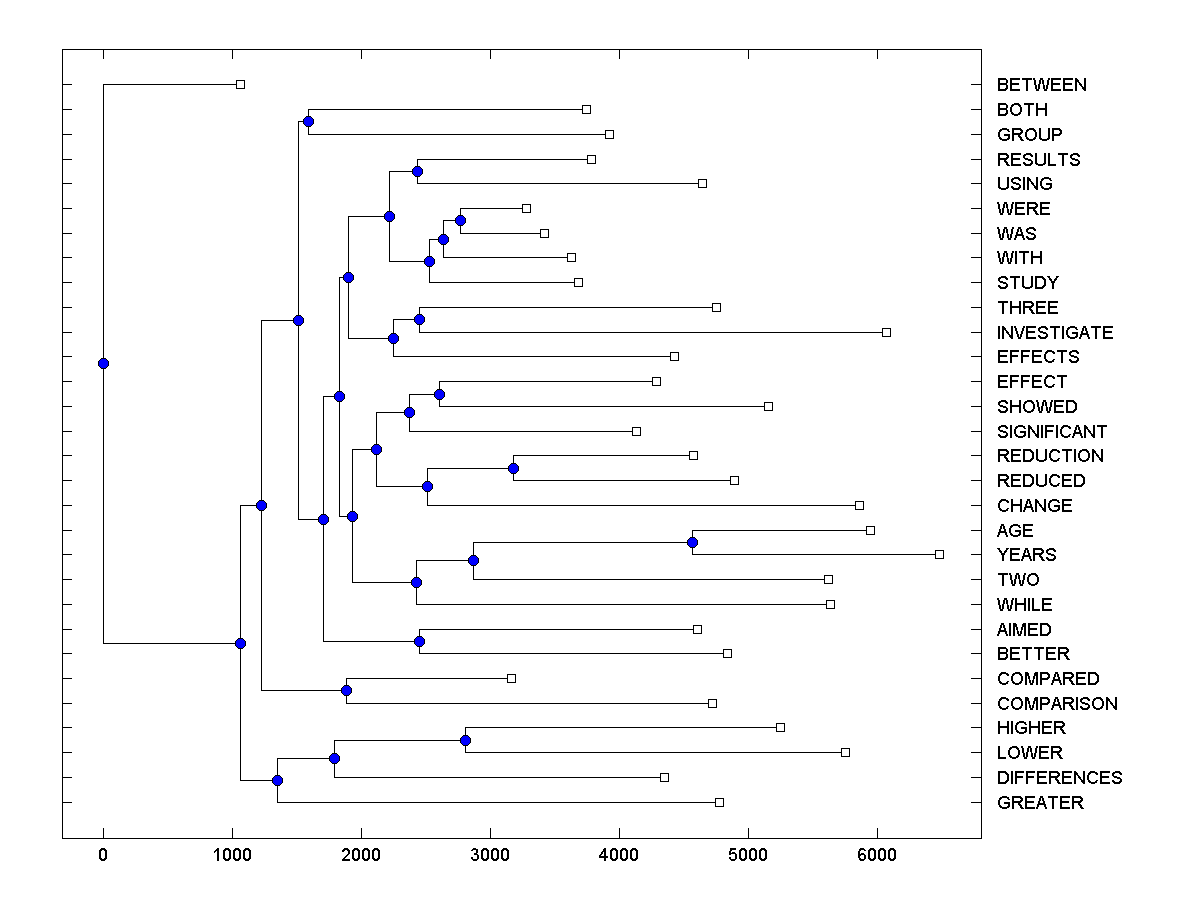 BETWEEN
BOTH
GROUP
RESULTS
USING
WERE
WAS
WITH
STUDY
THREE
INVESTIGATE
EFFECTS
EFFECT
SHOWED
SIGNIFICANT
REDUCTION
REDUCED
CHANGE
AGE
YEARS
TWO
WHILE
AIMED
BETTER
COMPARED
COMPARISON
HIGHER
LOWER
DIFFERENCES
GREATER
0 1000 2000 3000 4000 5000 6000